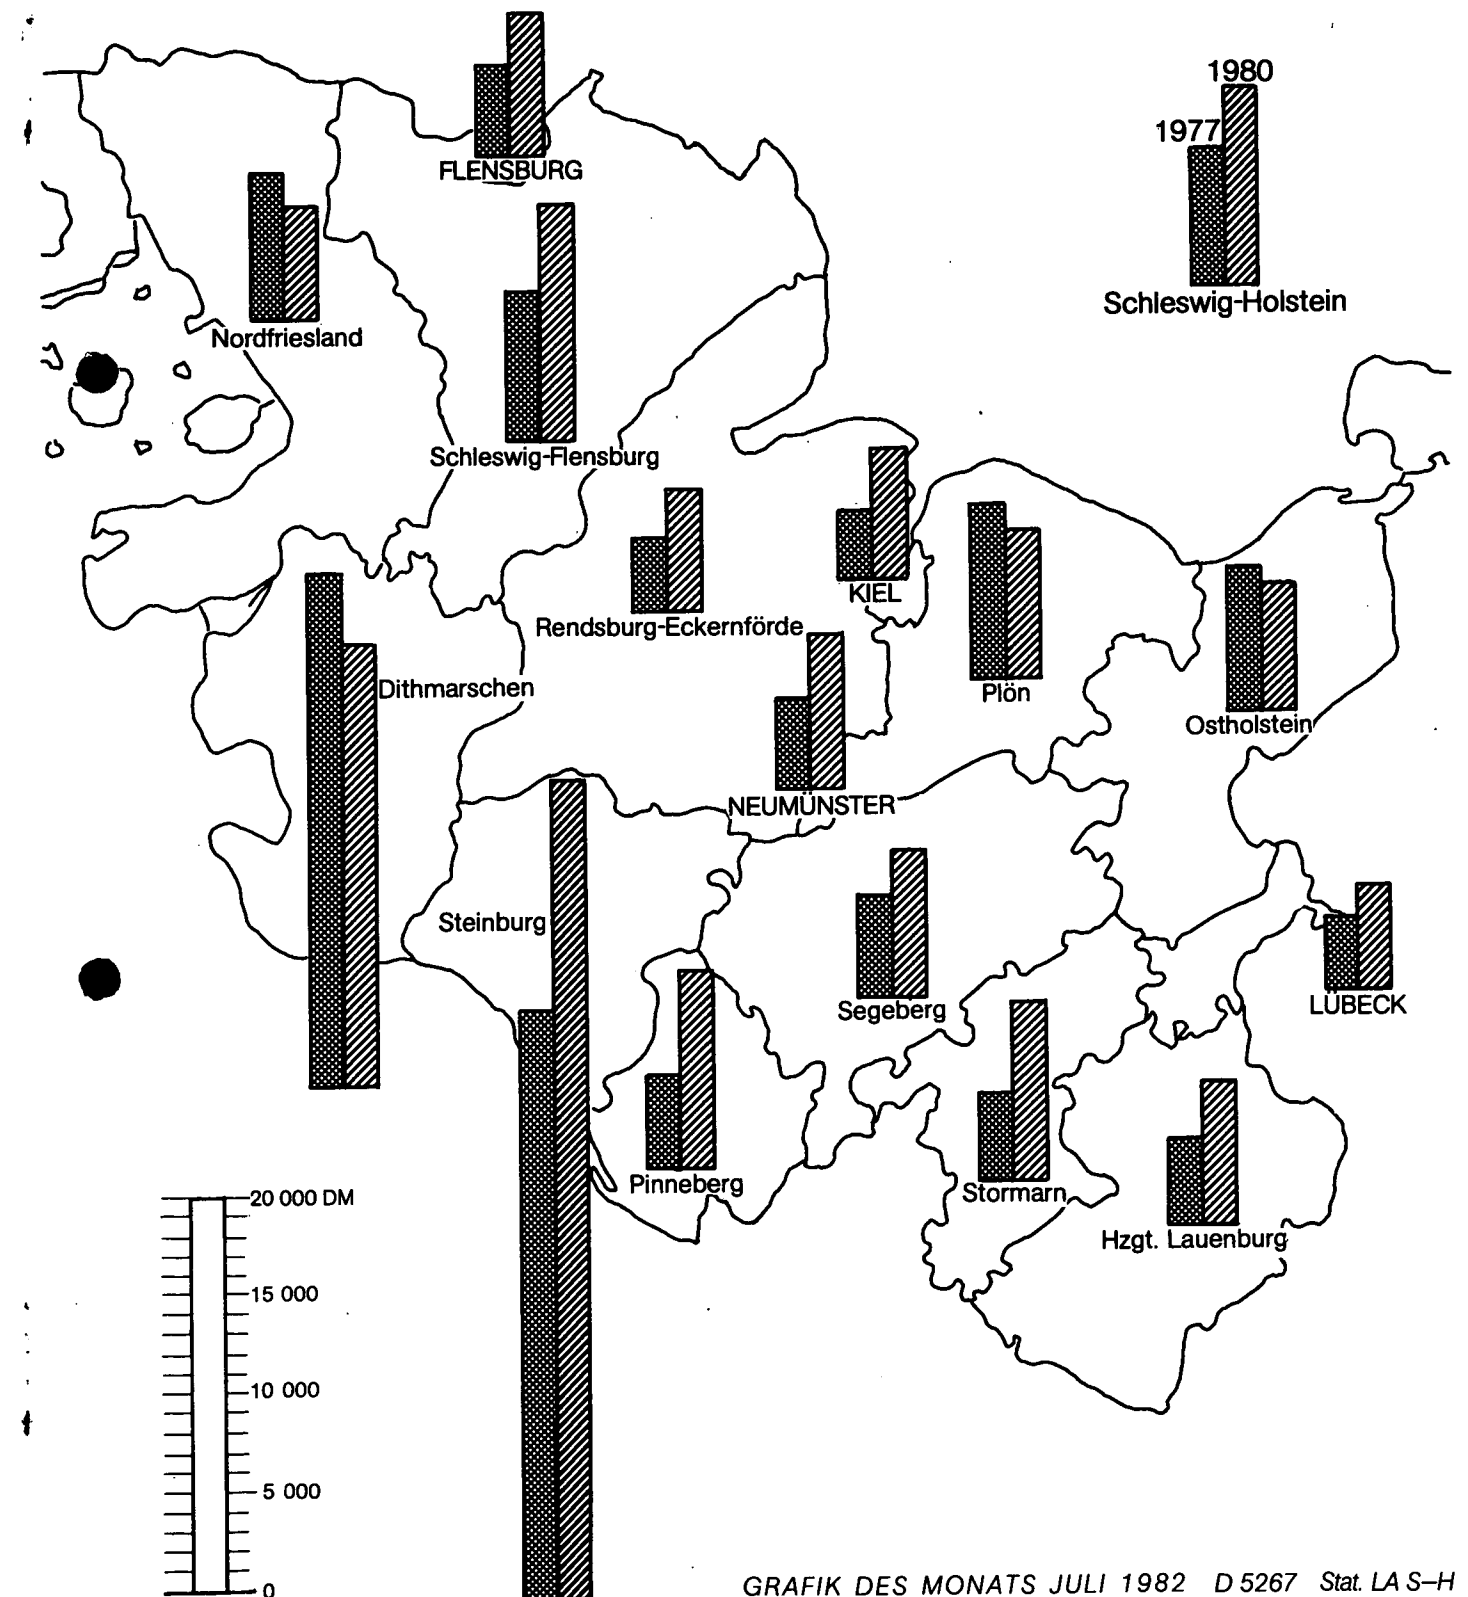 1980
1977
FLENSBURG
Schleswig-Holstein
Nordfriesland
Schleswig-Flensburg
KIEL
Rendsburg-Eckernförde
Dithmarschen
Plön
Ostholstein
NEUMÜNSTER
Steinburg
Segeberg
LÜBECK
Pinneberg
Stormarn
Hzgt. Lauenburg
20 000 DM
15 000
10 000
5 000
0
GRAFIK DES MONATS JULI 1982 D 5267 Stat. LA S–H